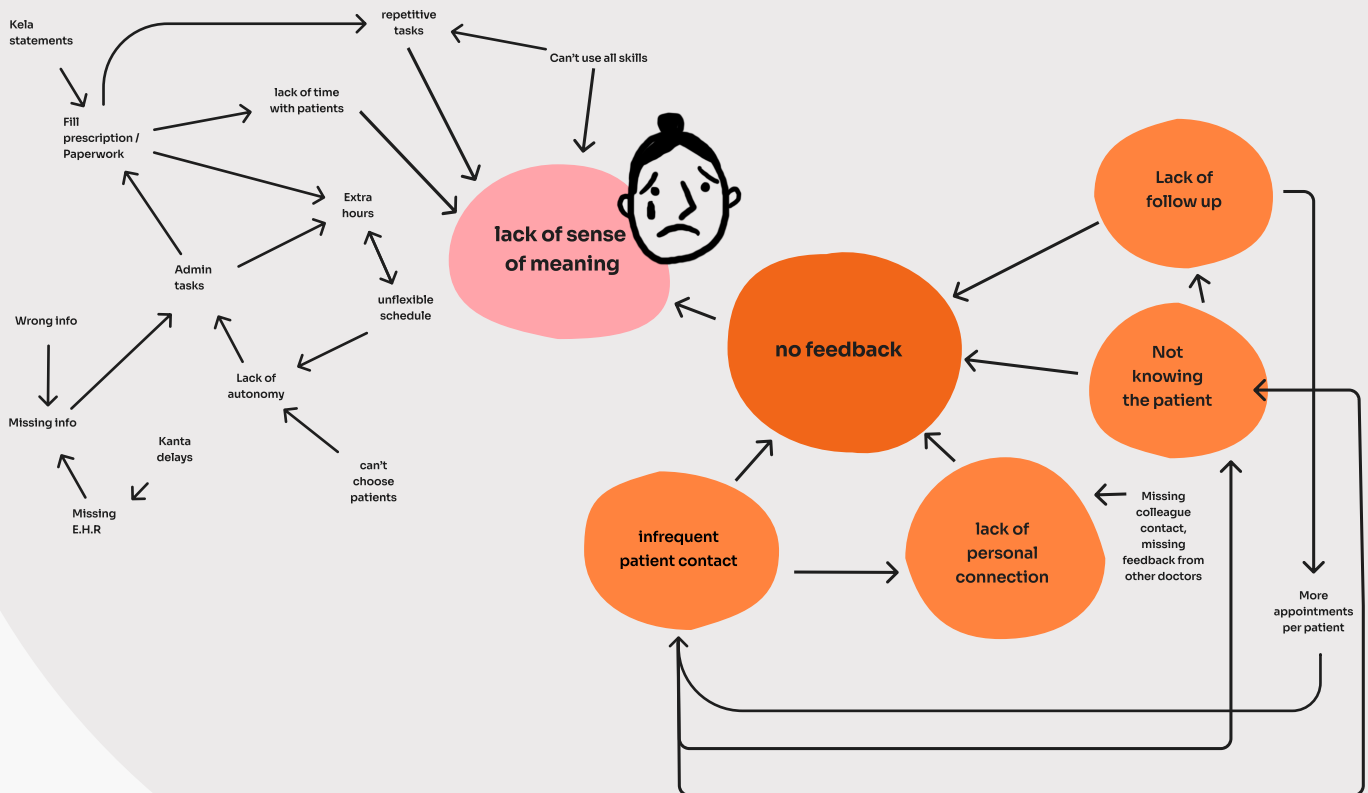 Kela
statements
repetitive
tasks
Can't use all skills
lack of time
with patients
Fill
prescription /
Paperwork
Extra
hours
lack of sense
of meaning
Lack of
follow up
Admin
tasks
unflexible
schedule
Wrong info
no feedback
Not
knowing
the patient
Lack of
autonomy
Missing info
Kanta
delays
can't
choose
patients
Missing
E.H.R
infrequent
patient contact
lack of
personal
connection
Missing
colleague
contact,
missing
feedback from
other doctors
More
appointments
per patient